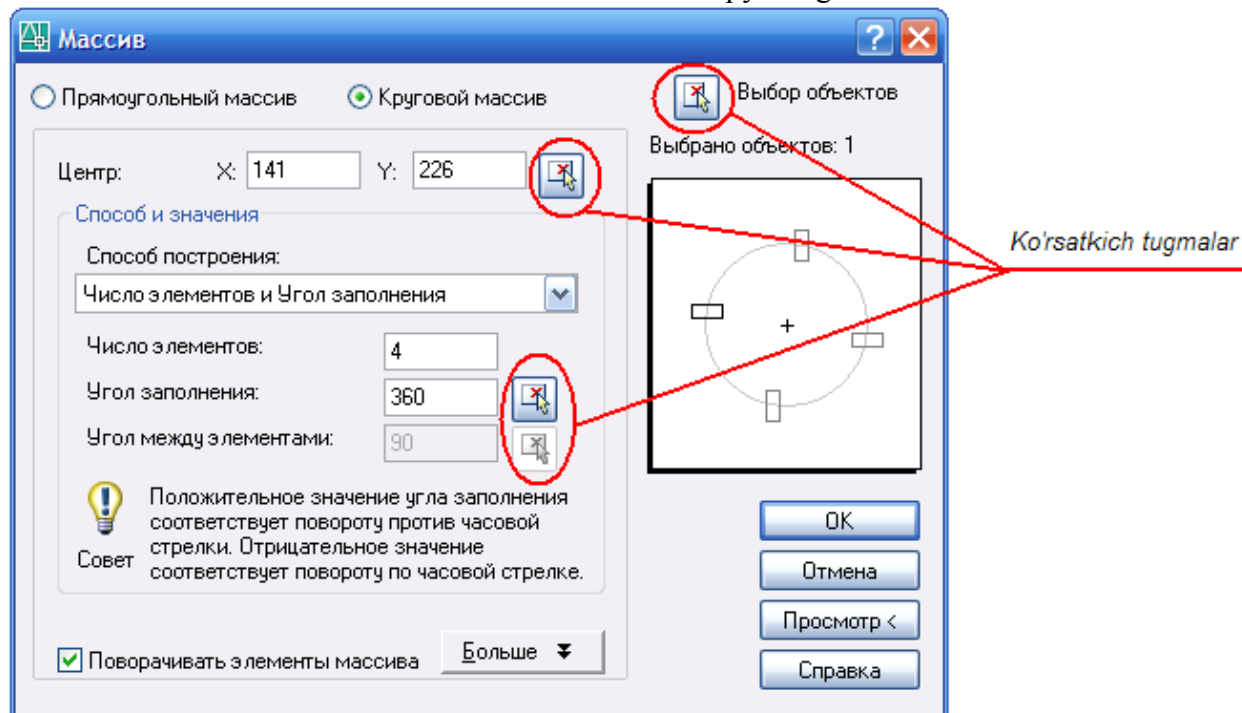 Массив
Прямоугольный массив
Круговой массив
Выбор объектов
Выбрано объектов: 1
Центр: X: 141 Y: 226
Способ и значения
Способ построения:
Число элементов и Угол заполнения
Число элементов: 4
Угол заполнения: 360
Угол между элементами: 90
Положительное значение угла заполнения
соответствует повороту против часовой
стрелки. Отрицательное значение
соответствует повороту по часовой стрелке.
Совет
Поворачивать элементы массива
Больше
OK
Отмена
Просмотр <
Справка
Ko'rsatkich tugmalar